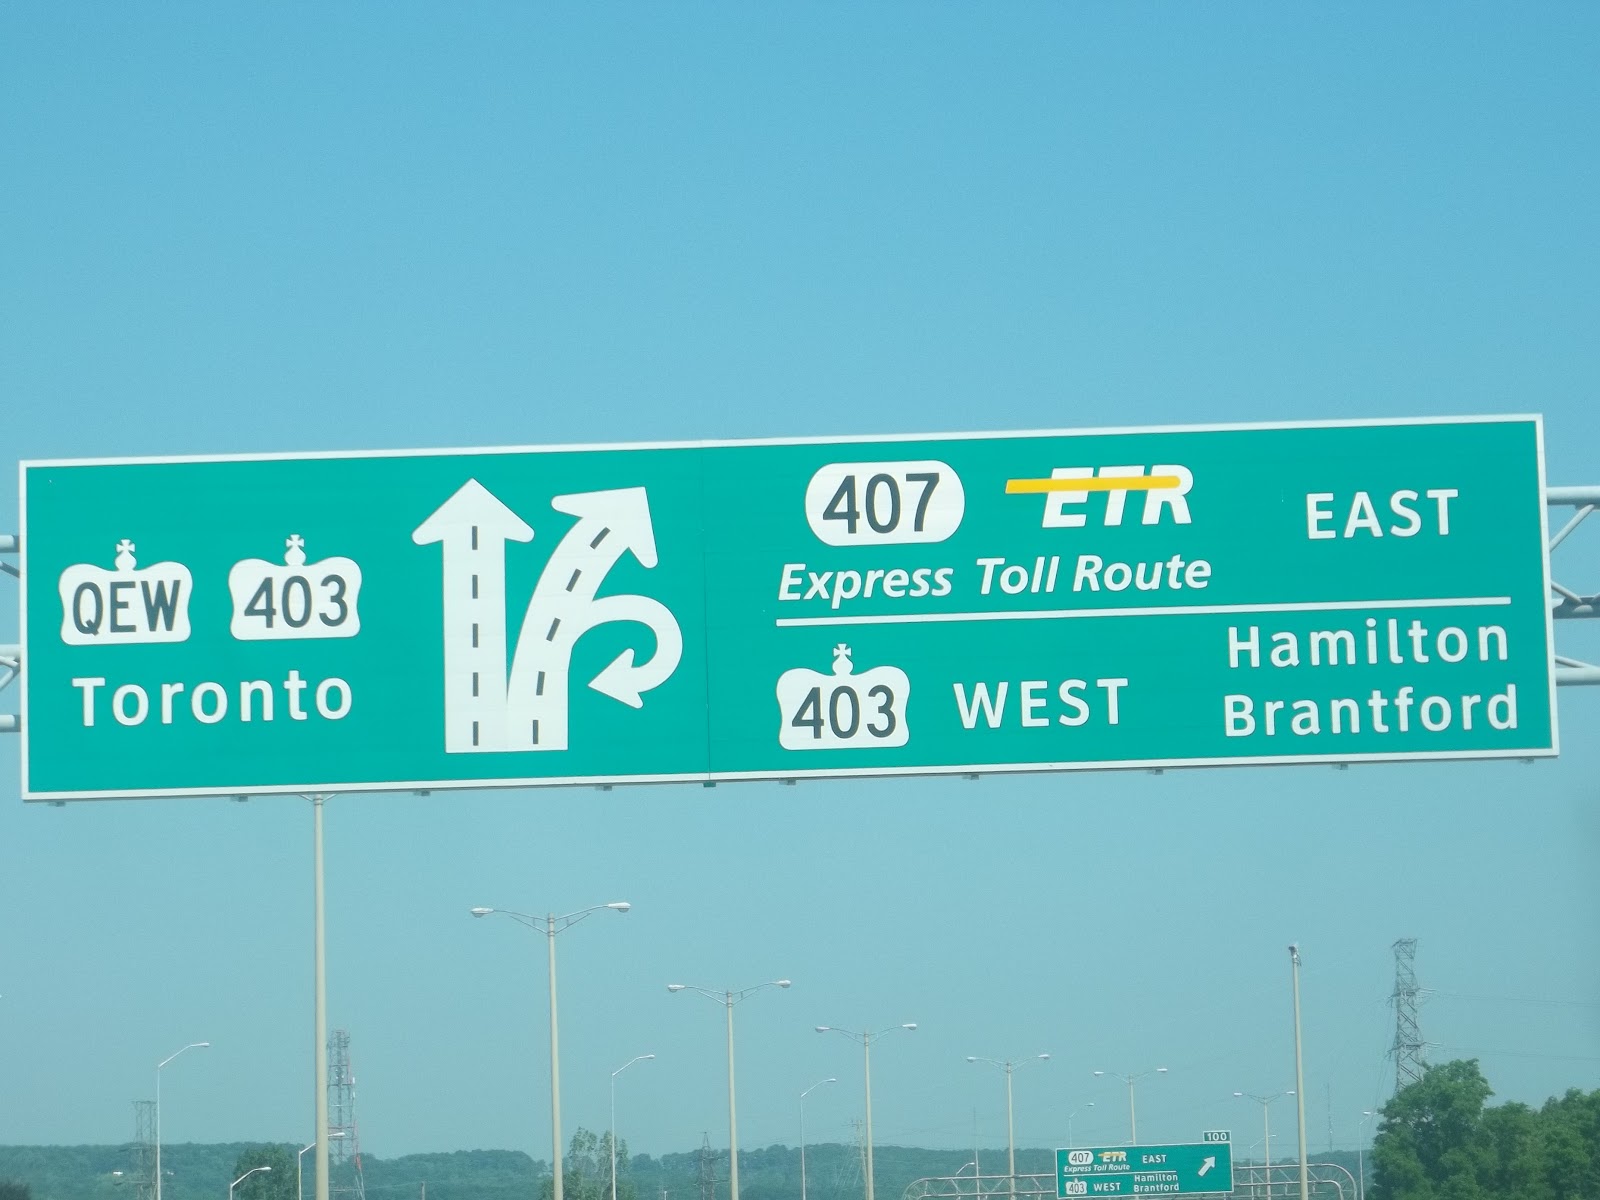 QEW 403
Toronto
407 ETR EAST
Express Toll Route
403 WEST Hamilton
Brantford
100
407 ETR EAST
Express Toll Route
403 WEST Hamilton
Brantford